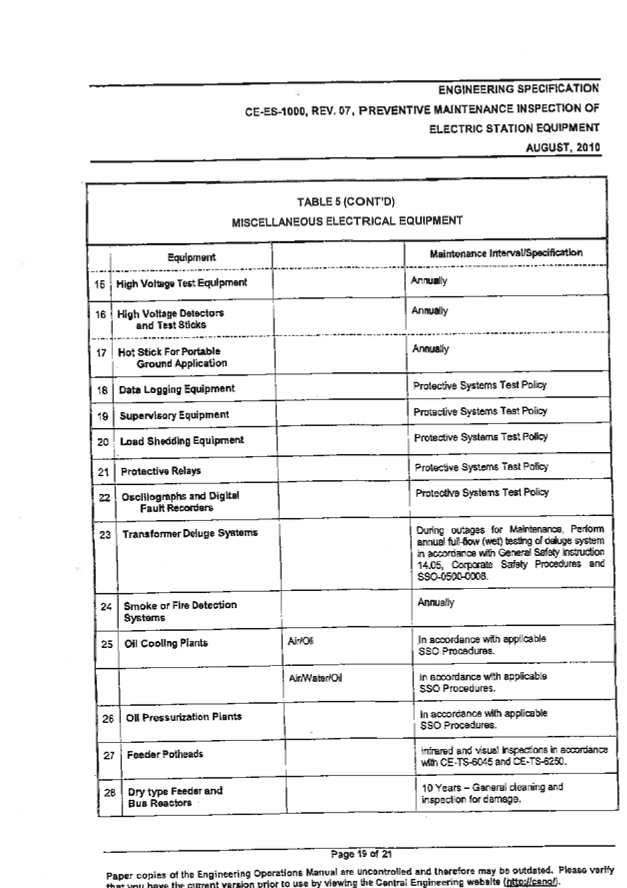 ENGINEERING SPECIFICATION
CE-ES-1000, REV. 07, PREVENTIVE MAINTENANCE INSPECTION OF
ELECTRIC STATION EQUIPMENT
AUGUST, 2010
TABLE 5 (CONT'D)
MISCELLANEOUS ELECTRICAL EQUIPMENT
Equipment Maintenance Interval/Specification
15 High Voltage Test Equipment Annually
16 High Voltage Detectors Annually
and Test Sticks
17 Hot Stick For Portable Annually
Ground Application
18 Data Logging Equipment Protective Systems Test Policy
19 Supervisory Equipment Protective Systems Test Policy
20 Load Shedding Equipment Protective Systems Test Policy
21 Protective Relays Protective Systems Test Policy
22 Oscillographs and Digital Protective Systems Test Policy
Fault Recorders
23 Transformer Deluge Systems During outages for Maintenance, Perform
annual full-flow (wet) testing of deluge system
in accordance with General Safety Instruction
14.05, Corporate Safety Procedures and
SSO-0500-0008.
24 Smoke or Fire Detection Annually
Systems
25 Oil Cooling Plants Air/Oil In accordance with applicable
SSO Procedures.
Air/Water/Oil In accordance with applicable
SSO Procedures.
26 Oil Pressurization Plants In accordance with applicable
SSO Procedures.
27 Feeder Potheads Infrared and visual inspections in accordance
with CE-TS-6045 and CE-TS-6250.
28 Dry type Feeder and 10 Years – General cleaning and
Bus Reactors inspection for damage.
Page 19 of 21
Paper copies of the Engineering Operations Manual are uncontrolled and therefore may be outdated. Please verify
that you have the current version prior to use by viewing the Central Engineering website (